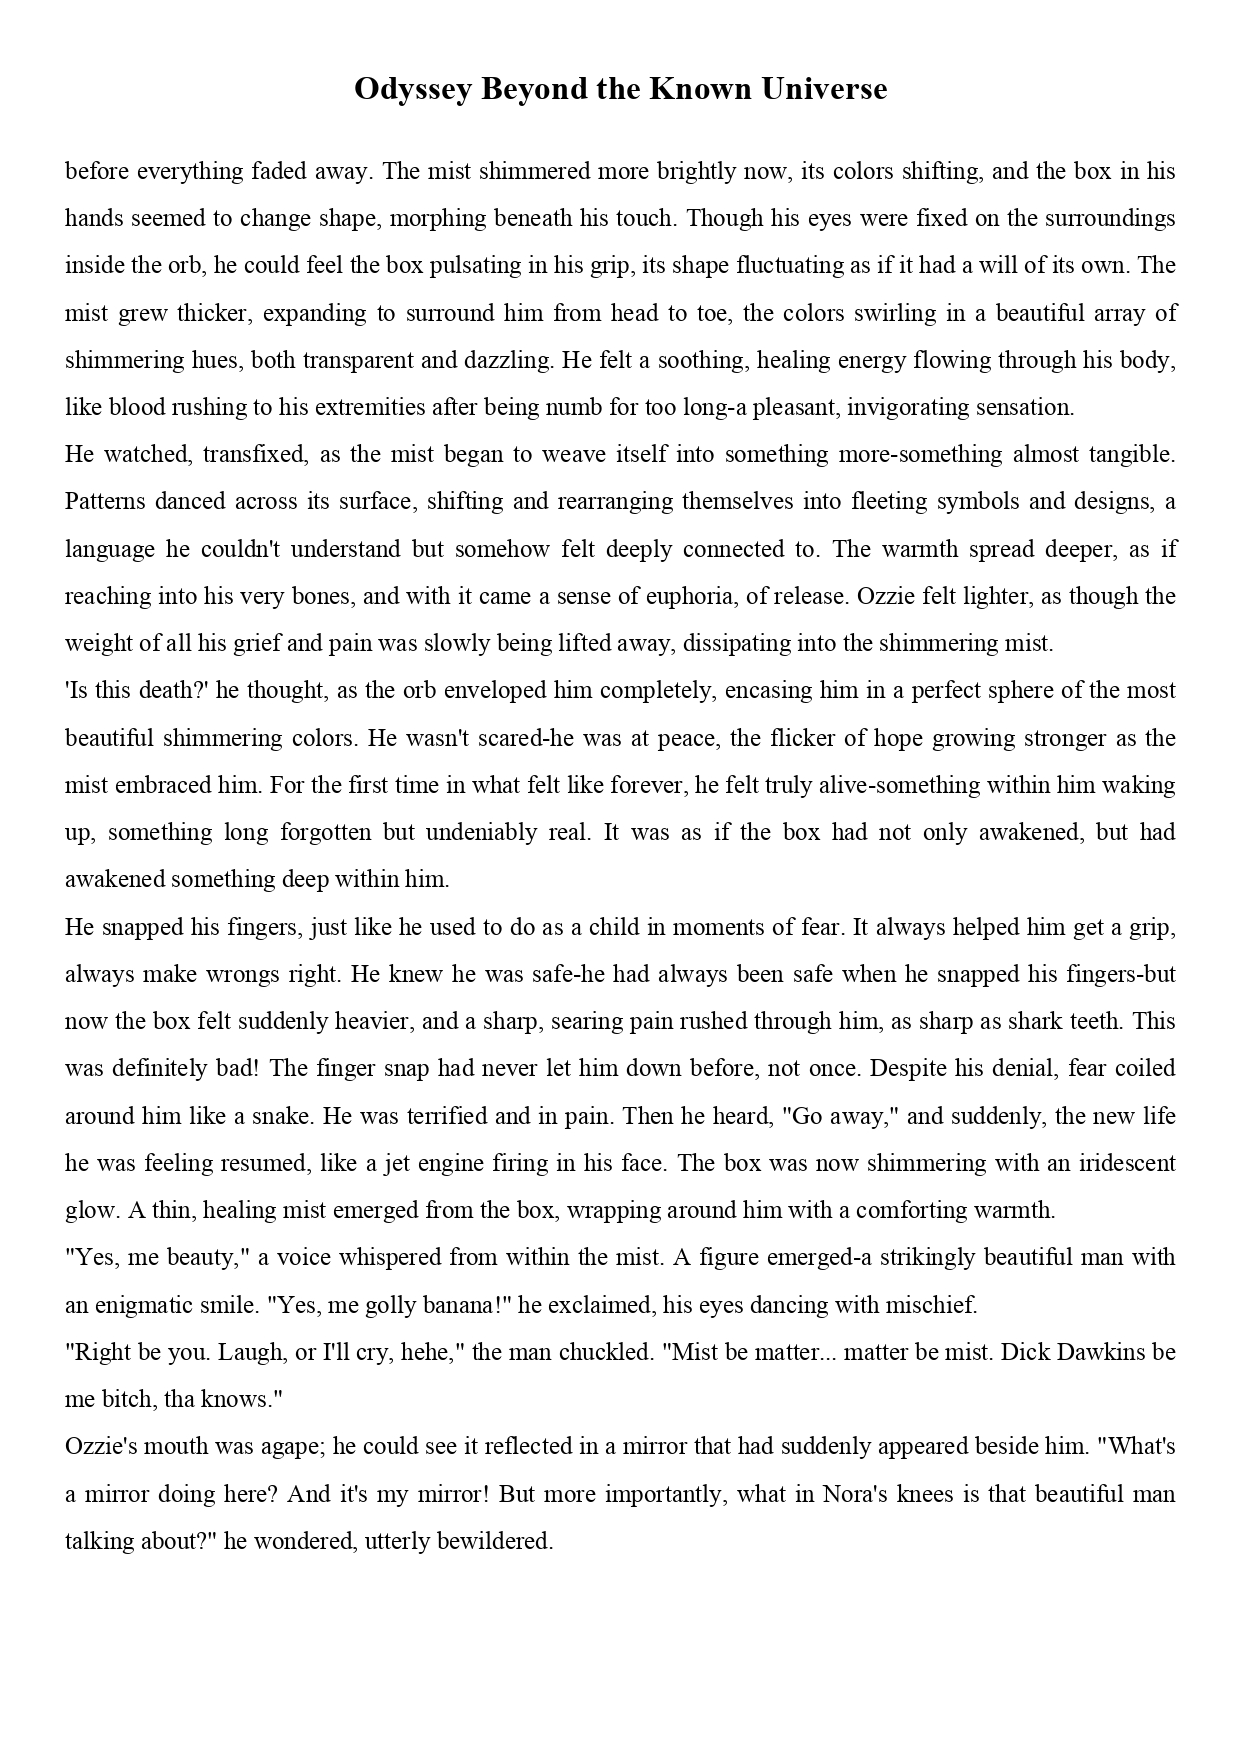 Odyssey Beyond the Known Universe
before everything faded away. The mist shimmered more brightly now, its colors shifting, and the box in his
hands seemed to change shape, morphing beneath his touch. Though his eyes were fixed on the surroundings
inside the orb, he could feel the box pulsating in his grip, its shape fluctuating as if it had a will of its own. The
mist grew thicker, expanding to surround him from head to toe, the colors swirling in a beautiful array of
shimmering hues, both transparent and dazzling. He felt a soothing, healing energy flowing through his body,
like blood rushing to his extremities after being numb for too long-a pleasant, invigorating sensation.
He watched, transfixed, as the mist began to weave itself into something more-something almost tangible.
Patterns danced across its surface, shifting and rearranging themselves into fleeting symbols and designs, a
language he couldn't understand but somehow felt deeply connected to. The warmth spread deeper, as if
reaching into his very bones, and with it came a sense of euphoria, of release. Ozzie felt lighter, as though the
weight of all his grief and pain was slowly being lifted away, dissipating into the shimmering mist.
'Is this death?' he thought, as the orb enveloped him completely, encasing him in a perfect sphere of the most
beautiful shimmering colors. He wasn't scared-he was at peace, the flicker of hope growing stronger as the
mist embraced him. For the first time in what felt like forever, he felt truly alive-something within him waking
up, something long forgotten but undeniably real. It was as if the box had not only awakened, but had
awakened something deep within him.
He snapped his fingers, just like he used to do as a child in moments of fear. It always helped him get a grip,
always make wrongs right. He knew he was safe-he had always been safe when he snapped his fingers-but
now the box felt suddenly heavier, and a sharp, searing pain rushed through him, as sharp as shark teeth. This
was definitely bad! The finger snap had never let him down before, not once. Despite his denial, fear coiled
around him like a snake. He was terrified and in pain. Then he heard, "Go away," and suddenly, the new life
he was feeling resumed, like a jet engine firing in his face. The box was now shimmering with an iridescent
glow. A thin, healing mist emerged from the box, wrapping around him with a comforting warmth.
"Yes, me beauty," a voice whispered from within the mist. A figure emerged-a strikingly beautiful man with
an enigmatic smile. "Yes, me golly banana!" he exclaimed, his eyes dancing with mischief.
"Right be you. Laugh, or I'll cry, hehe," the man chuckled. "Mist be matter... matter be mist. Dick Dawkins be
me bitch, tha knows."
Ozzie's mouth was agape; he could see it reflected in a mirror that had suddenly appeared beside him. "What's
a mirror doing here? And it's my mirror! But more importantly, what in Nora's knees is that beautiful man
talking about?" he wondered, utterly bewildered.